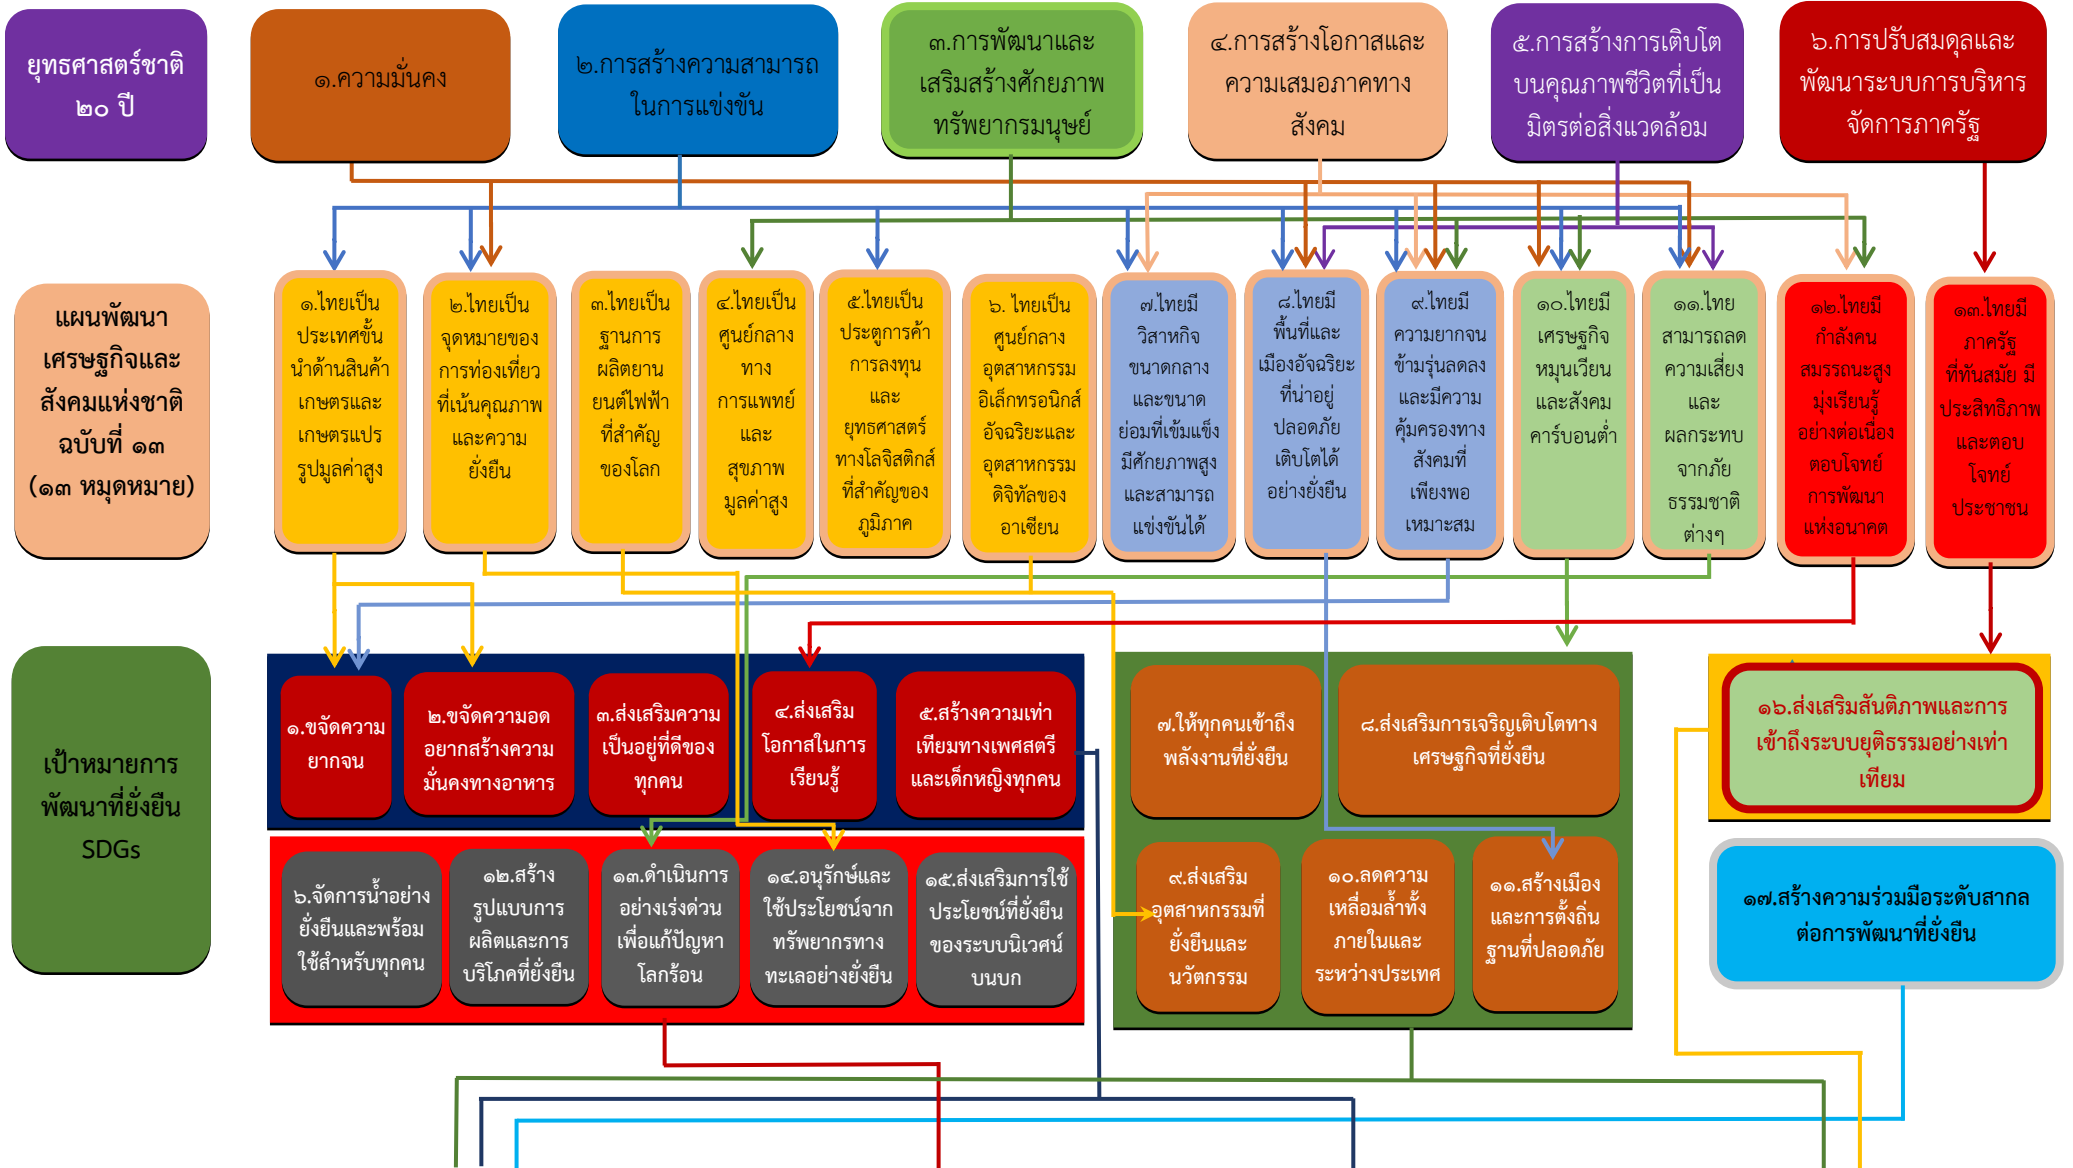 ยุทธศาสตร์ชาติ
๒๐ ปี
๑.ความมั่นคง
๒.การสร้างความสามารถ
ในการแข่งขัน
๓.การพัฒนาและ
เสริมสร้างศักยภาพ
ทรัพยากรมนุษย์
๔.การสร้างโอกาสและ
ความเสมอภาคทาง
สังคม
๕.การสร้างการเติบโต
บนคุณภาพชีวิตที่เป็น
มิตรต่อสิ่งแวดล้อม
๖.การปรับสมดุลและ
พัฒนาระบบการบริหาร
จัดการภาครัฐ
แผนพัฒนา
เศรษฐกิจและ
สังคมแห่งชาติ
ฉบับที่ ๑๓
(๑๓ หมุดหมาย)
๑.ไทยเป็น
ประเทศชั้น
นำด้านสินค้า
เกษตรและ
เกษตรแปร
รูปมูลค่าสูง
๒.ไทยเป็น
จุดหมายของ
การท่องเที่ยว
ที่เน้นคุณภาพ
และความ
ยั่งยืน
๓.ไทยเป็น
ฐานการ
ผลิตยาน
ยนต์ไฟฟ้า
ที่สำคัญ
ของโลก
๔.ไทยเป็น
ศูนย์กลาง
ทาง
การแพทย์
และ
สุขภาพ
มูลค่าสูง
๕.ไทยเป็น
ประตูการค้า
การลงทุน
และ
ยุทธศาสตร์
ทางโลจิสติกส์
ที่สำคัญของ
ภูมิภาค
๖. ไทยเป็น
ศูนย์กลาง
อุตสาหกรรม
อิเล็กทรอนิกส์
อัจฉริยะและ
อุตสาหกรรม
ดิจิทัลของ
อาเซียน
๗.ไทยมี
วิสาหกิจ
ขนาดกลาง
และขนาด
ย่อมที่เข้มแข็ง
มีศักยภาพสูง
และสามารถ
แข่งขันได้
๘.ไทยมี
พื้นที่และ
เมืองอัจฉริยะ
ที่น่าอยู่
ปลอดภัย
เติบโตได้
อย่างยั่งยืน
๙.ไทยมี
ความยากจน
ข้ามรุ่นลดลง
และมีความ
คุ้มครองทาง
สังคมที่
เพียงพอ
เหมาะสม
๑๐.ไทยมี
เศรษฐกิจ
หมุนเวียน
และสังคม
คาร์บอนต่ำ
๑๑.ไทย
สามารถลด
ความเสี่ยง
และ
ผลกระทบ
จากภัย
ธรรมชาติ
ต่างๆ
๑๒.ไทยมี
กำลังคน
สมรรถนะสูง
มุ่งเรียนรู้
อย่างต่อเนื่อง
ตอบโจทย์
การพัฒนา
แห่งอนาคต
๑๓.ไทยมี
ภาครัฐ
ที่ทันสมัย มี
ประสิทธิภาพ
และตอบ
โจทย์
ประชาชน
เป้าหมายการ
พัฒนาที่ยั่งยืน
SDGs
๑.ขจัดความ
ยากจน
๒.ขจัดความอด
อยากสร้างความ
มั่นคงทางอาหาร
๓.ส่งเสริมความ
เป็นอยู่ที่ดีของ
ทุกคน
๔.ส่งเสริม
โอกาสในการ
เรียนรู้
๕.สร้างความเท่า
เทียมทางเพศสตรี
และเด็กหญิงทุกคน
๗.ให้ทุกคนเข้าถึง
พลังงานที่ยั่งยืน
๘.ส่งเสริมการเจริญเติบโตทาง
เศรษฐกิจที่ยั่งยืน
๑๖.ส่งเสริมสันติภาพและการ
เข้าถึงระบบยุติธรรมอย่างเท่า
เทียม
๖.จัดการน้ำอย่าง
ยั่งยืนและพร้อม
ใช้สำหรับทุกคน
๑๒.สร้าง
รูปแบบการ
ผลิตและการ
บริโภคที่ยั่งยืน
๑๓.ดำเนินการ
อย่างเร่งด่วน
เพื่อแก้ปัญหา
โลกร้อน
๑๔.อนุรักษ์และ
ใช้ประโยชน์จาก
ทรัพยากรทาง
ทะเลอย่างยั่งยืน
๑๕.ส่งเสริมการใช้
ประโยชน์ที่ยั่งยืน
ของระบบนิเวศน์
บนบก
๙.ส่งเสริม
อุตสาหกรรมที่
ยั่งยืนและ
นวัตกรรม
๑๐.ลดความ
เหลื่อมล้ำทั้ง
ภายในและ
ระหว่างประเทศ
๑๑.สร้างเมือง
และการตั้งถิ่น
ฐานที่ปลอดภัย
๑๗.สร้างความร่วมมือระดับสากล
ต่อการพัฒนาที่ยั่งยืน